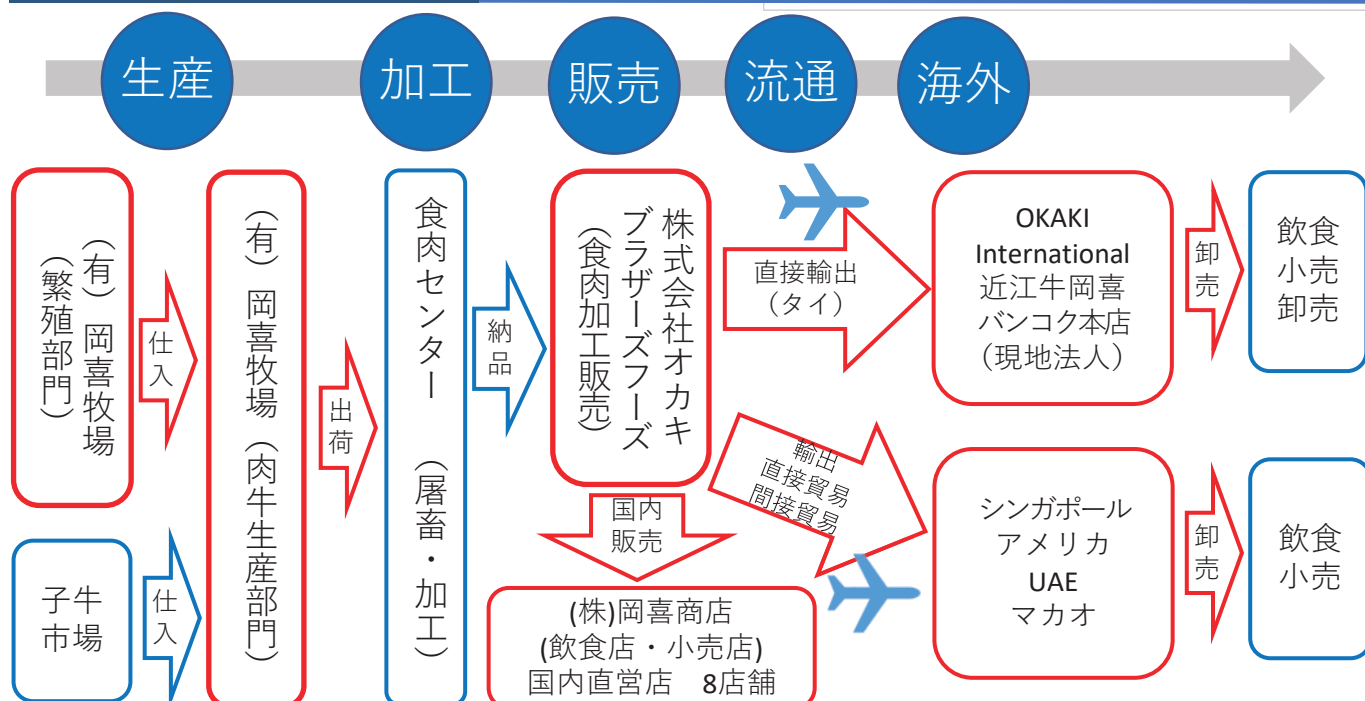 生産
加工
販売
流通
海外
(有)岡喜牧場
(繁殖部門)
仕入
子牛
市場
仕入
(有)岡喜牧場(肉牛生産部門)
出荷
食肉センター (屠畜・加工)
納品
株式会社オカキ
ブラザーズフーズ
(食肉加工販売)
直接輸出
(タイ)
OKAKI
International
近江牛岡喜
バンコク本店
(現地法人)
卸売
飲食
小売
卸売
輸出
直接貿易
間接貿易
シンガポール
アメリカ
UAE
マカオ
卸売
飲食
小売
国内
販売
(株)岡喜商店
(飲食店・小売店)
国内直営店 8店舗